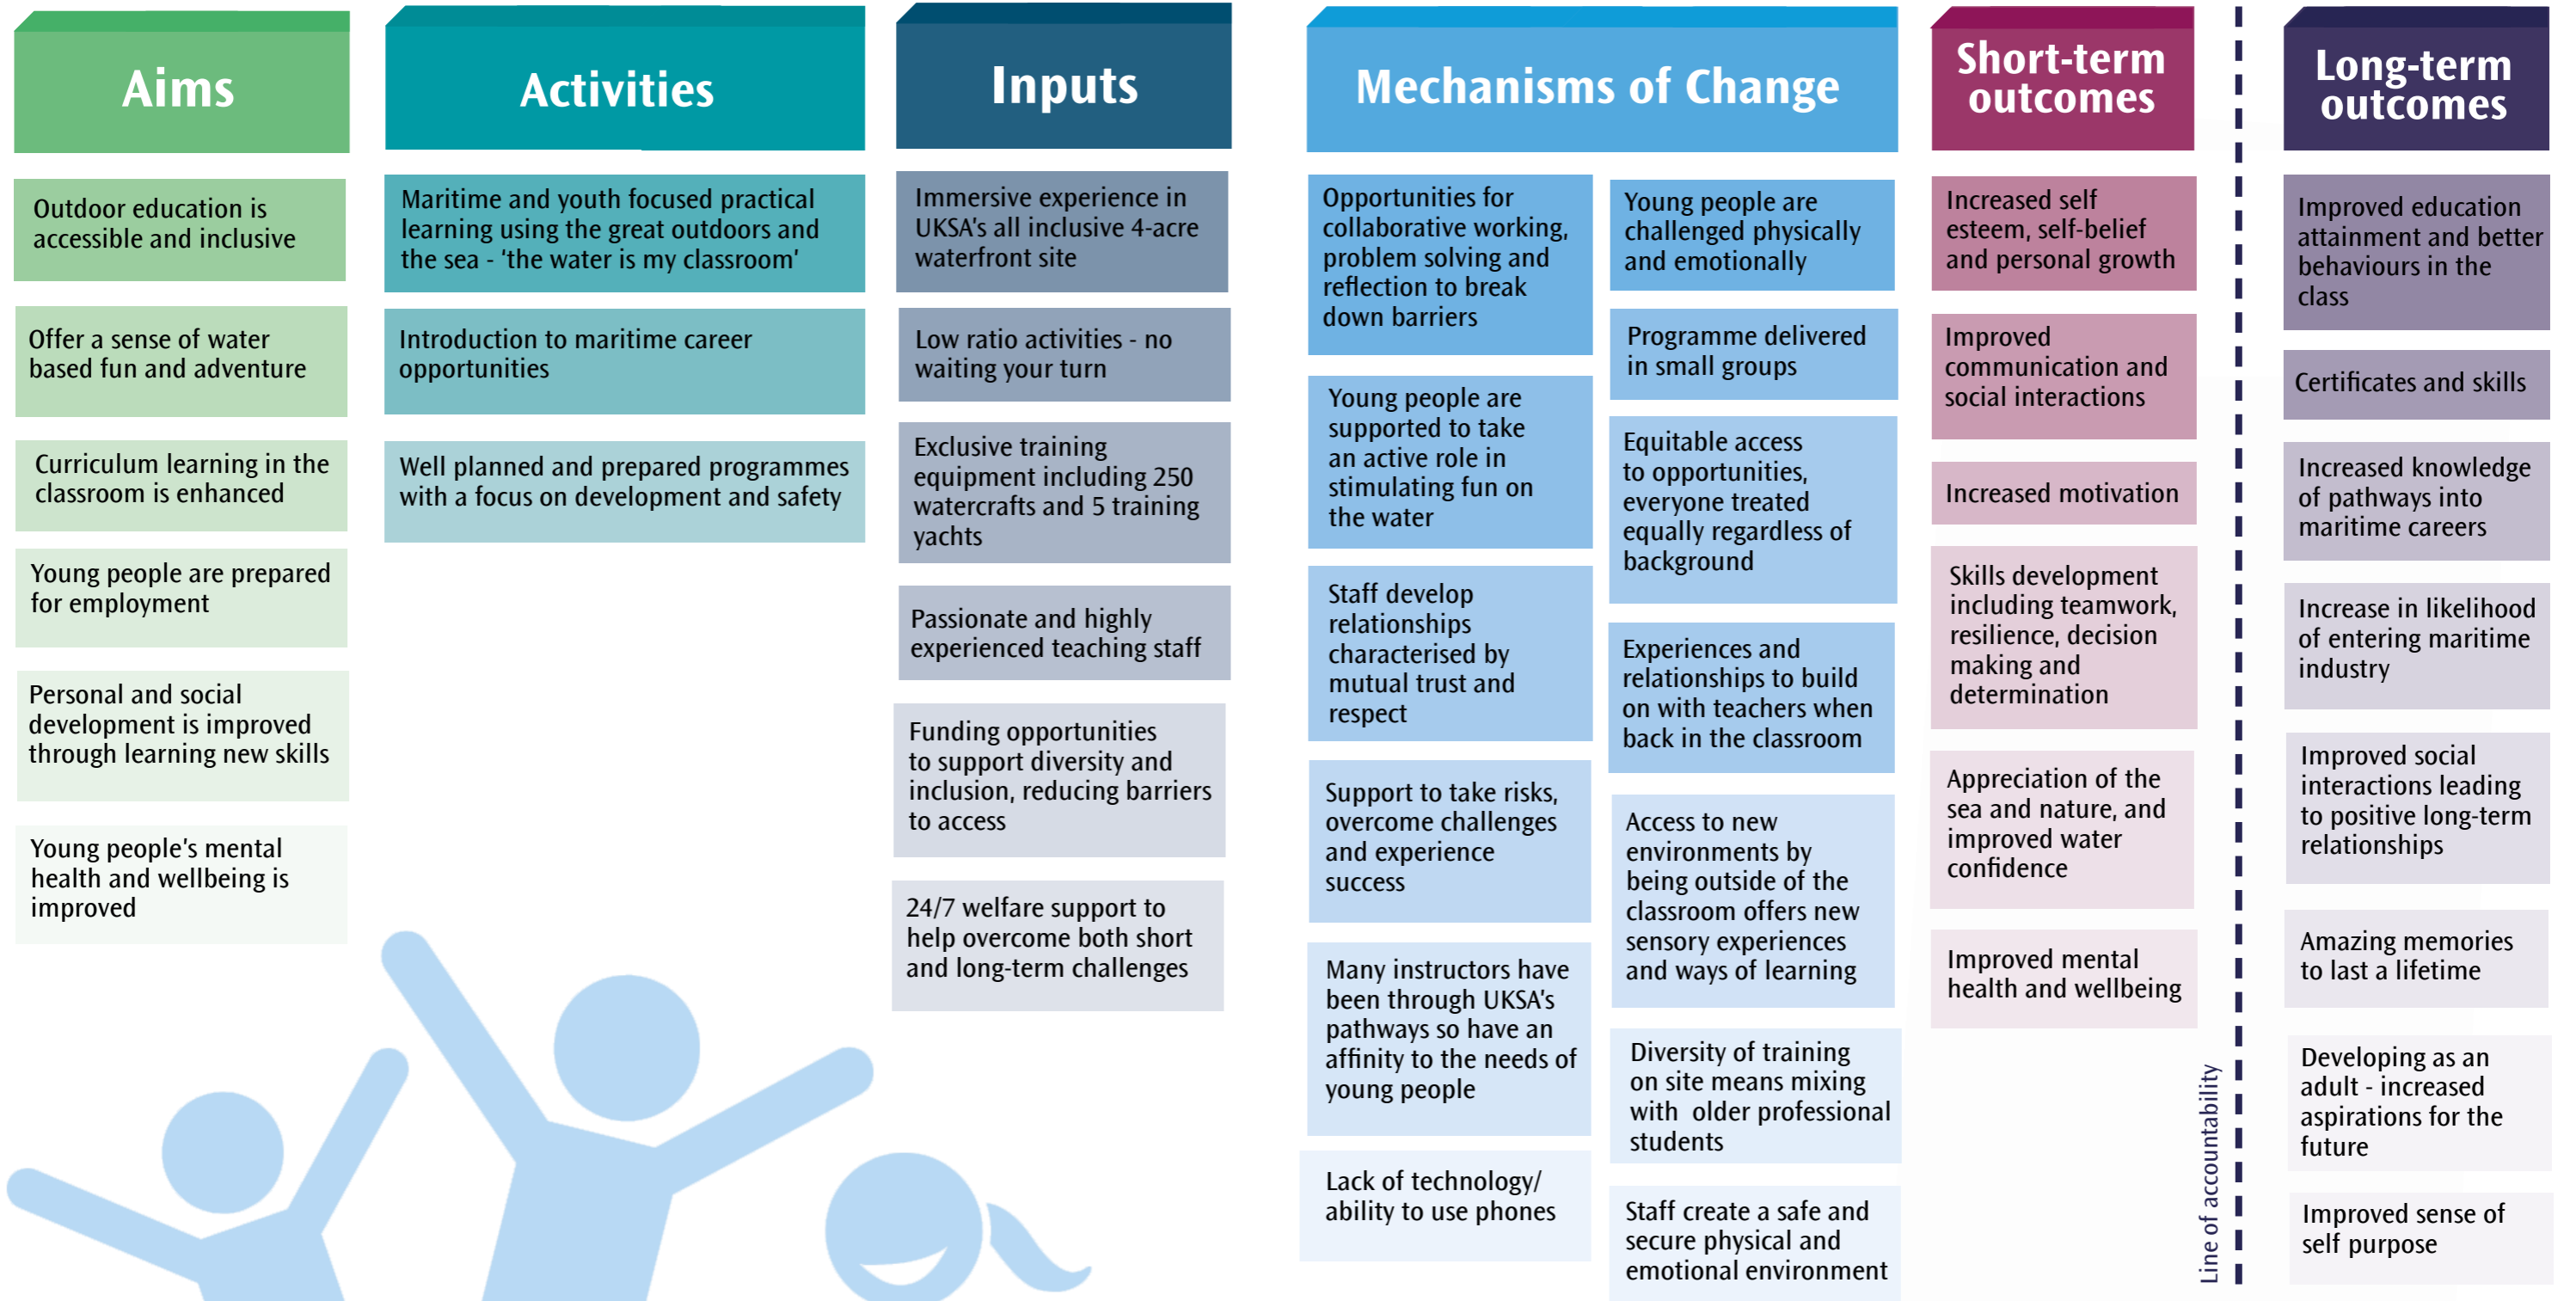 Aims
Outdoor education is
accessible and inclusive
Offer a sense of water
based fun and adventure
Curriculum learning in the
classroom is enhanced
Young people are prepared
for employment
Personal and social
development is improved
through learning new skills
Young people's mental
health and wellbeing is
improved
Activities
Maritime and youth focused practical
learning using the great outdoors and
the sea - 'the water is my classroom'
Introduction to maritime career
opportunities
Well planned and prepared programmes
with a focus on development and safety
Inputs
Immersive experience in
UKSA's all inclusive 4-acre
waterfront site
Low ratio activities - no
waiting your turn
Exclusive training
equipment including 250
watercrafts and 5 training
yachts
Passionate and highly
experienced teaching staff
Funding opportunities
to support diversity and
inclusion, reducing barriers
to access
24/7 welfare support to
help overcome both short
and long-term challenges
Mechanisms of Change
Opportunities for
collaborative working,
problem solving and
reflection to break
down barriers
Young people are
supported to take
an active role in
stimulating fun on
the water
Staff develop
relationships
characterised by
mutual trust and
respect
Support to take risks,
overcome challenges
and experience
success
Many instructors have
been through UKSA's
pathways so have an
affinity to the needs of
young people
Lack of technology/
ability to use phones
Young people are
challenged physically
and emotionally
Programme delivered
in small groups
Equitable access
to opportunities,
everyone treated
equally regardless of
background
Experiences and
relationships to build
on with teachers when
back in the classroom
Access to new
environments by
being outside of the
classroom offers new
sensory experiences
and ways of learning
Diversity of training
on site means mixing
with older professional
students
Staff create a safe and
secure physical and
emotional environment
Short-term
outcomes
Increased self
esteem, self-belief
and personal growth
Improved
communication and
social interactions
Increased motivation
Skills development
including teamwork,
resilience, decision
making and
determination
Appreciation of the
sea and nature, and
improved water
confidence
Improved mental
health and wellbeing
Line of accountability
Long-term
outcomes
Improved education
attainment and better
behaviours in the
class
Certificates and skills
Increased knowledge
of pathways into
maritime careers
Increase in likelihood
of entering maritime
industry
Improved social
interactions leading
to positive long-term
relationships
Amazing memories
to last a lifetime
Developing as an
adult - increased
aspirations for the
future
Improved sense of
self purpose